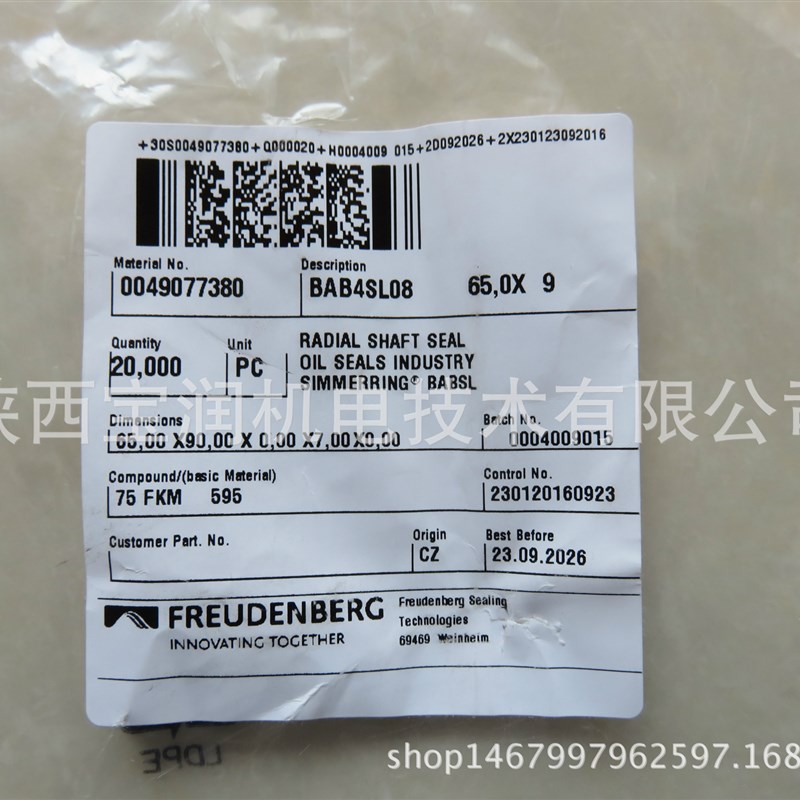 +30S0049077380+Q000020+H0004009 015+2D092026+2X230123092016
Material No.
0049077380
Description
BAB4SL08 65,0X 9
Quantity
20,000
Unit
PC
RADIAL SHAFT SEAL
OIL SEALS INDUSTRY
SIMMERRING® BABSL
陕西宝润机电技术有限公司
Dimensions
65,00 X90,00 X 0,00 X7,00X0,00
Batch No.
0004009015
Compound/(basic Material)
75 FKM 595
Control No.
230120160923
Customer Part. No.
Origin
CZ
Best Before
23.09.2026
FREUDENBERG
INNOVATING TOGETHER
Freudenberg Sealing
Technologies
69469 Weinheim
LDPE
shop1467997962597.168